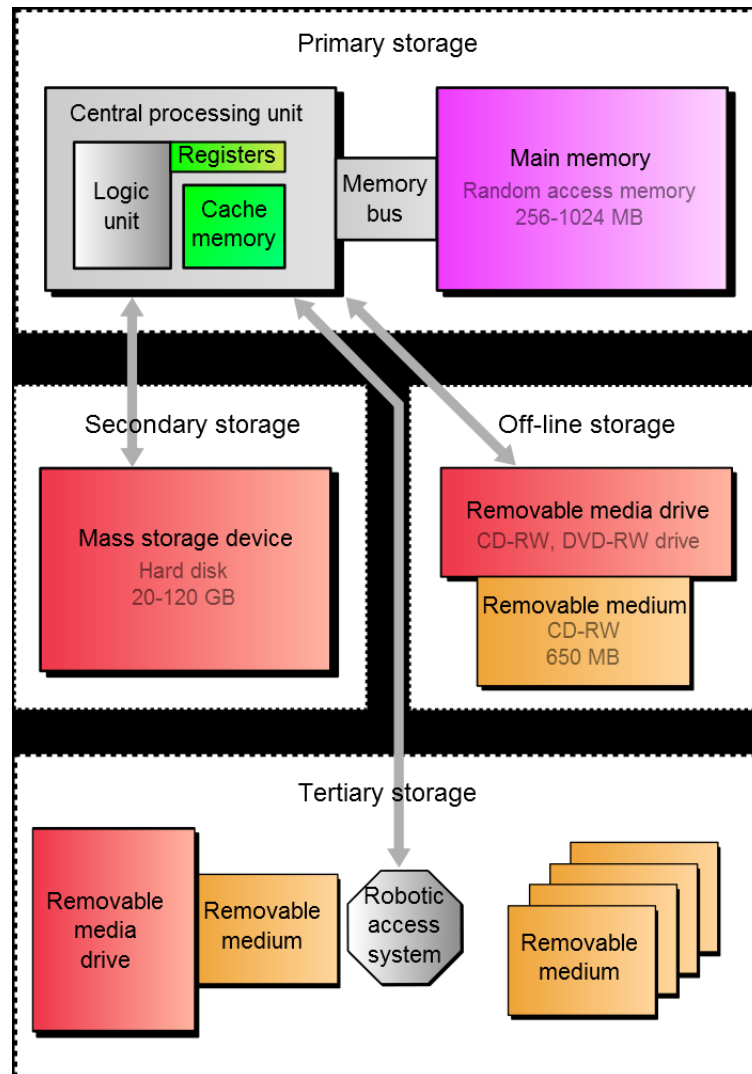 Primary storage
Central processing unit
Registers
Logic
unit
Cache
memory
Memory
bus
Main memory
Random access memory
256-1024 MB
Secondary storage
Mass storage device
Hard disk
20-120 GB
Off-line storage
Removable media drive
CD-RW, DVD-RW drive
Removable medium
CD-RW
650 MB
Tertiary storage
Removable
media
drive
Removable
medium
Robotic
access
system
Removable
medium